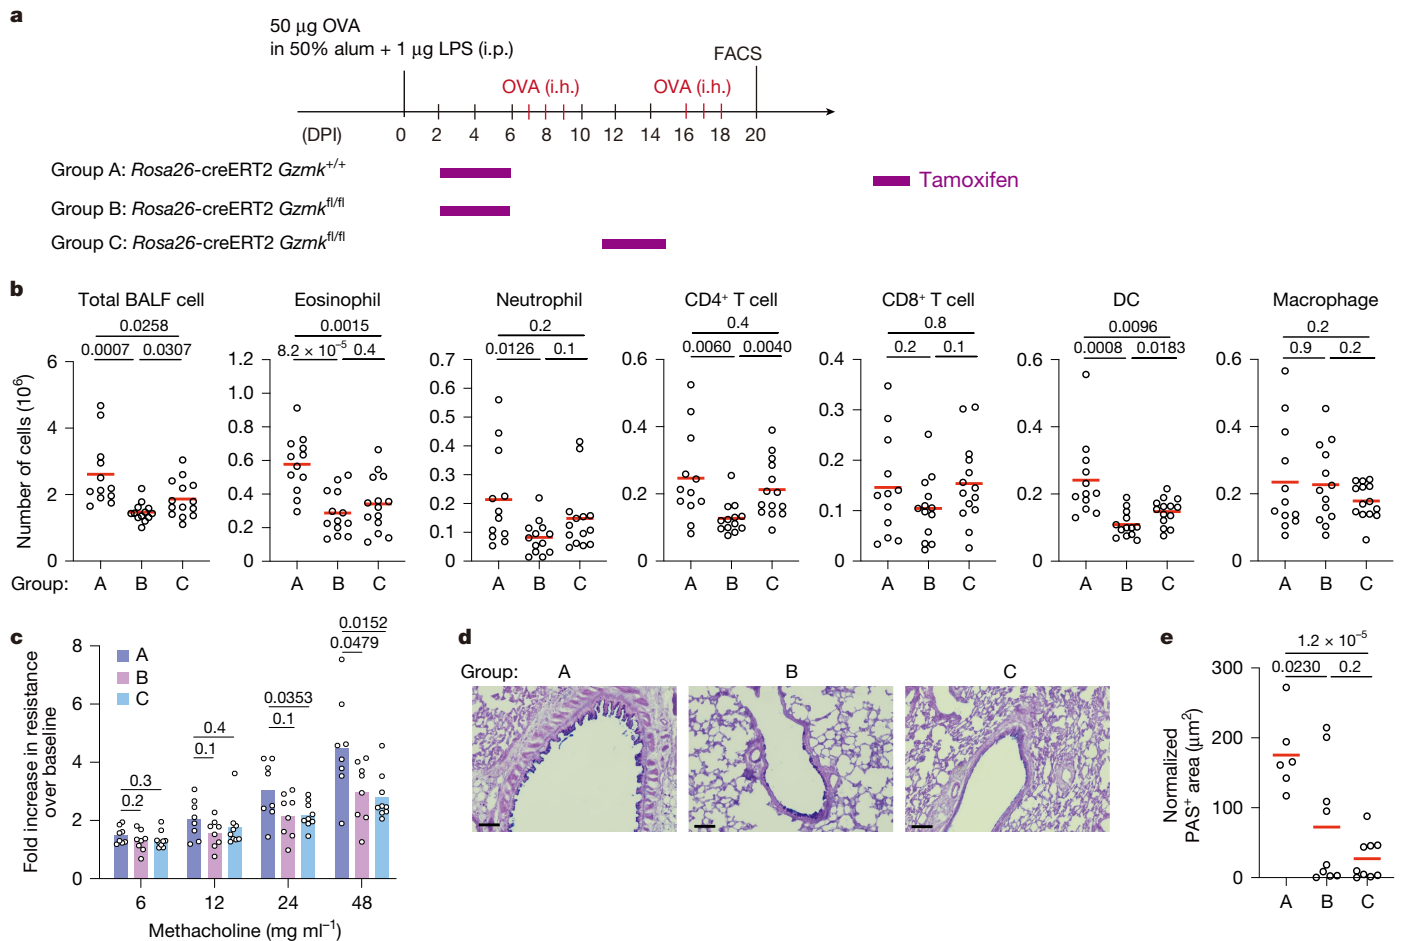 a
50 µg OVA
in 50% alum + 1 µg LPS (i.p.)
FACS
OVA (i.h.) OVA (i.h.)
(DPI) 0 2 4 6 8 10 12 14 16 18 20
Group A: Rosa26-creERT2 Gzmk+/+
Tamoxifen
Group B: Rosa26-creERT2 Gzmkfl/fl
Group C: Rosa26-creERT2 Gzmkfl/fl
b
Total BALF cell Eosinophil Neutrophil CD4+ T cell CD8+ T cell DC Macrophage
0.0258 0.0015 0.2 0.4 0.8 0.0096 0.2
0.0007 0.0307 8.2 × 10−5 0.4 0.0126 0.1 0.0060 0.0040 0.2 0.1 0.0008 0.0183 0.9 0.2
Number of cells (10⁶)
6 4 2 0
1.2 1.0 0.8 0.6 0.4 0.2 0
0.7 0.6 0.5 0.4 0.3 0.2 0.1 0
0.6 0.4 0.2 0
0.4 0.3 0.2 0.1 0
0.6 0.4 0.2 0
0.6 0.4 0.2 0
Group: A B C A B C A B C A B C A B C A B C A B C
c
Fold increase in resistance
over baseline
8 6 4 2 0
A
B
C
0.3
0.2
0.4
0.1
0.0353
0.1
0.0152
0.0479
6 12 24 48
Methacholine (mg ml−1)
d
Group: A B C
e
1.2 × 10−5
0.0230 0.2
Normalized
PAS+ area (µm2)
300 200 100 0
A B C